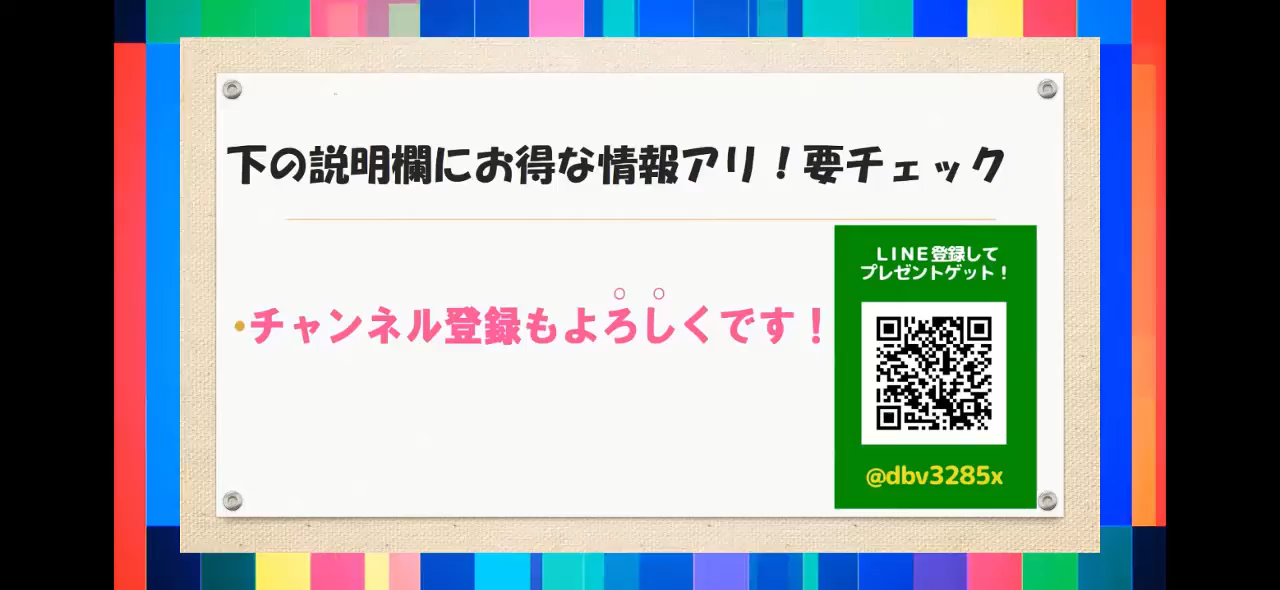 下の説明欄にお得な情報アリ！要チェック
•チャンネル登録もよろしくです！
LINE登録して
プレゼントゲット！
@dbv3285x